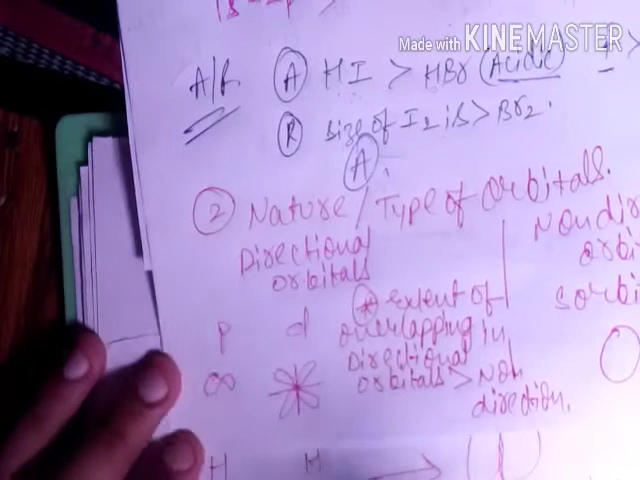 Made with KINEMASTER
A/R (A) HI > HBr (Acidic) + >
(R) size of I2 is > Br2.
(A).
(2) Nature / Type of orbitals.
Directional orbitals
Nondir
orbi
sorbi
p d
* extent of overlapping in Directional orbitals > Non direction.
H H